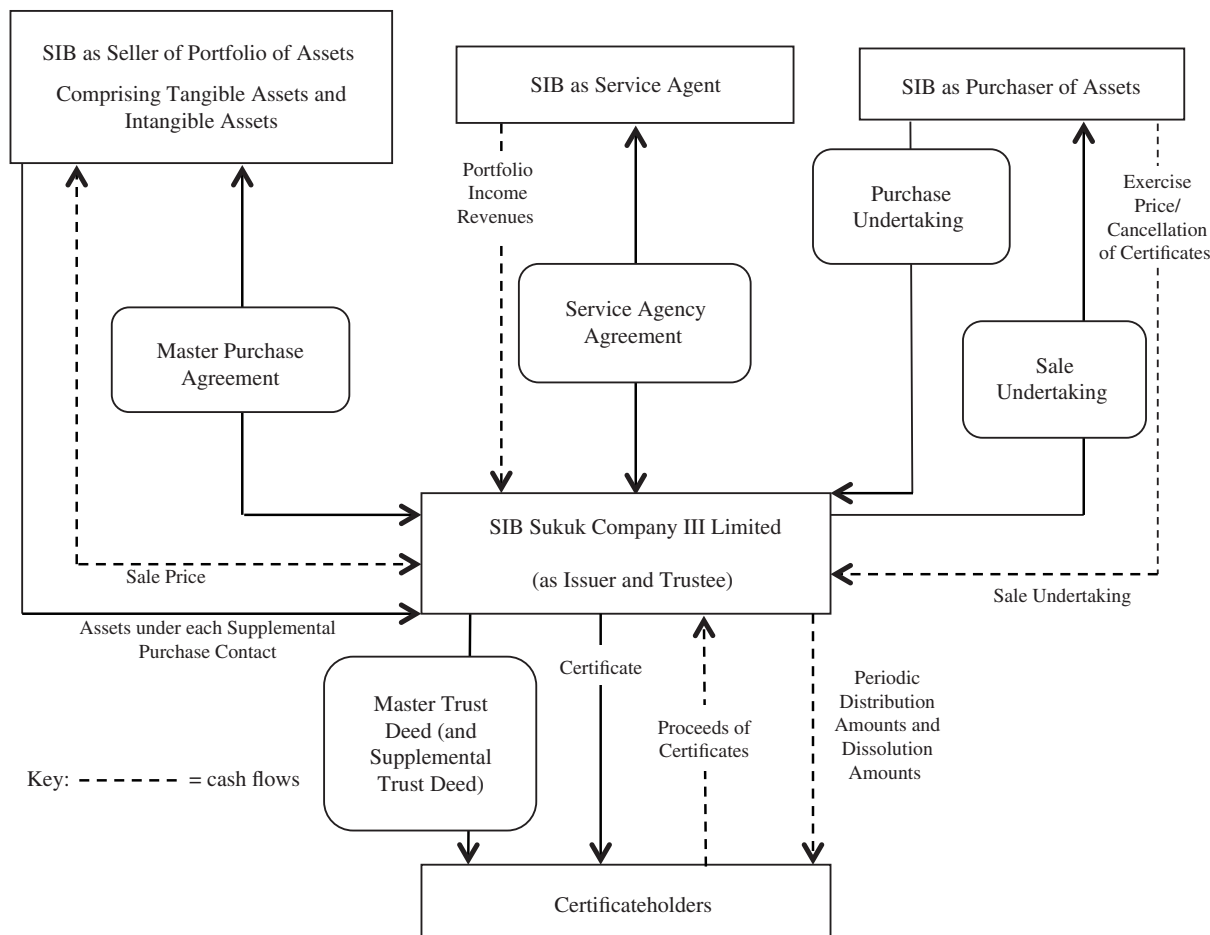 SIB as Seller of Portfolio of Assets
Comprising Tangible Assets and
Intangible Assets
SIB as Service Agent
SIB as Purchaser of Assets
Portfolio
Income
Revenues
Purchase
Undertaking
Exercise
Price/
Cancellation
of Certificates
Master Purchase
Agreement
Service Agency
Agreement
Sale
Undertaking
SIB Sukuk Company III Limited
(as Issuer and Trustee)
Sale Price
Sale Undertaking
Assets under each Supplemental
Purchase Contact
Certificate
Master Trust
Deed (and
Supplemental
Trust Deed)
Proceeds of
Certificates
Periodic
Distribution
Amounts and
Dissolution
Amounts
Key: = cash flows
Certificateholders